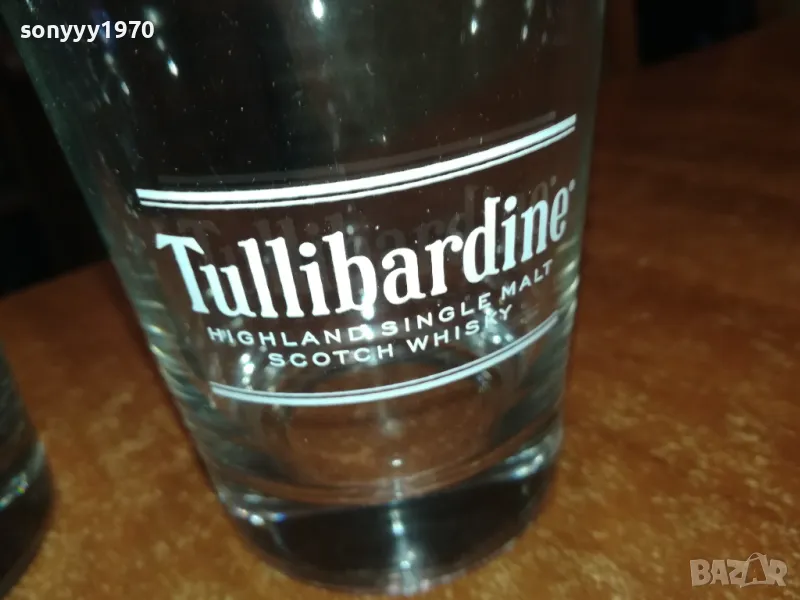 sonyyy1970
Tullibardine
HIGHLAND SINGLE MALT
SCOTCH WHISKY
BAZAR